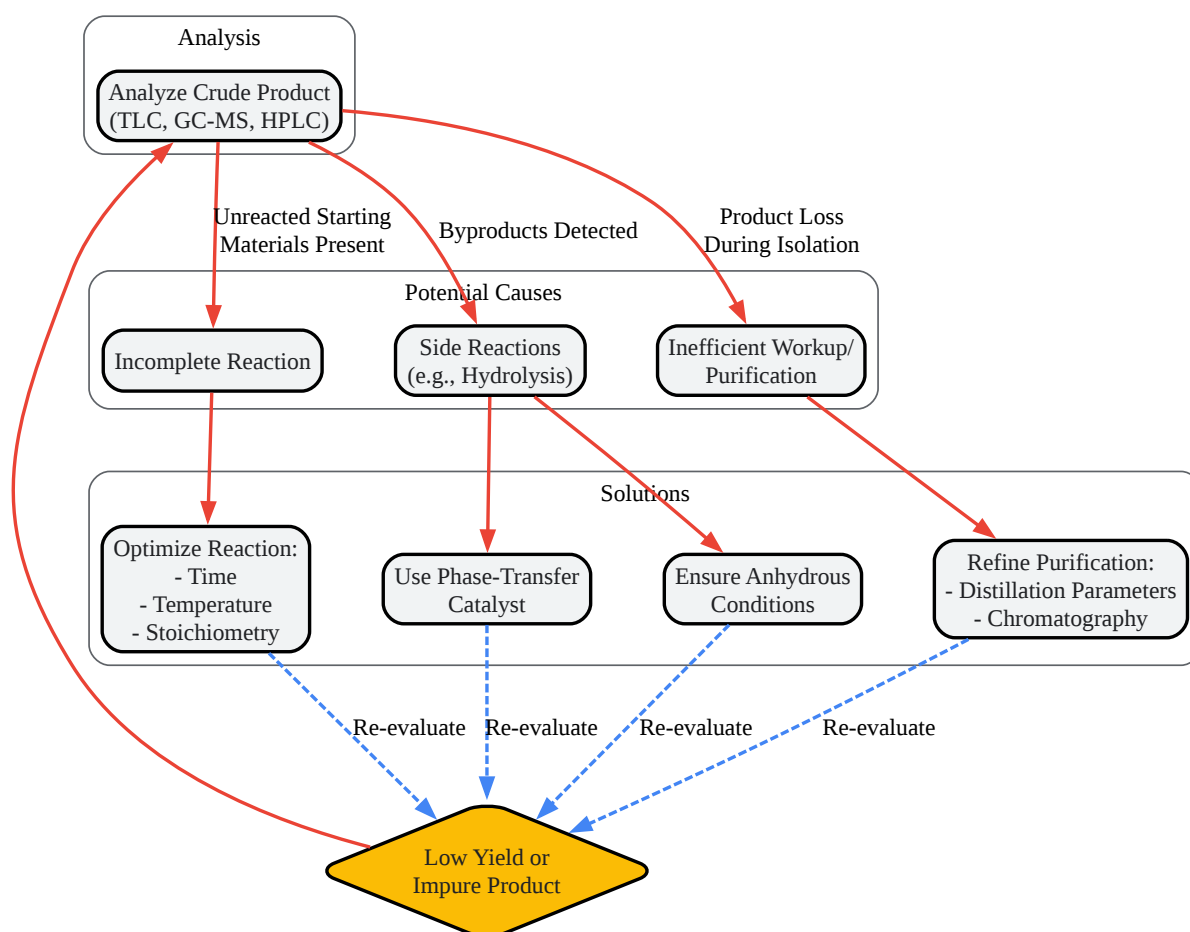 Analysis
Analyze Crude Product
(TLC, GC-MS, HPLC)
Unreacted Starting
Materials Present
Byproducts Detected
Product Loss
During Isolation
Potential Causes
Incomplete Reaction
Side Reactions
(e.g., Hydrolysis)
Inefficient Workup/
Purification
Solutions
Optimize Reaction:
- Time
- Temperature
- Stoichiometry
Use Phase-Transfer
Catalyst
Ensure Anhydrous
Conditions
Refine Purification:
- Distillation Parameters
- Chromatography
Re-evaluate
Re-evaluate
Re-evaluate
Re-evaluate
Low Yield or
Impure Product